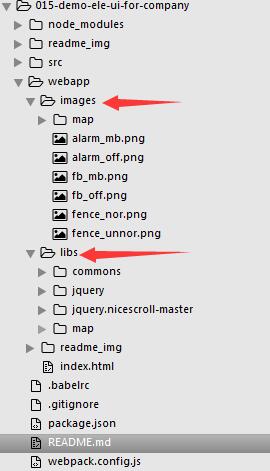 015-demo-ele-ui-for-company
node_modules
readme_img
src
webapp
images
map
alarm_mb.png
alarm_off.png
fb_mb.png
fb_off.png
fence_nor.png
fence_unnor.png
libs
commons
jquery
jquery.nicescroll-master
map
readme_img
index.html
.babelrc
.gitignore
package.json
README.md
webpack.config.js